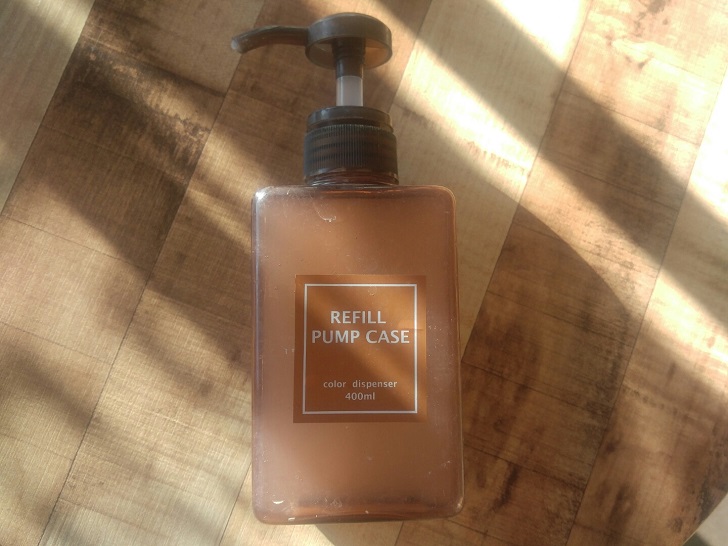 REFILL
PUMP CASE
color dispenser
400ml